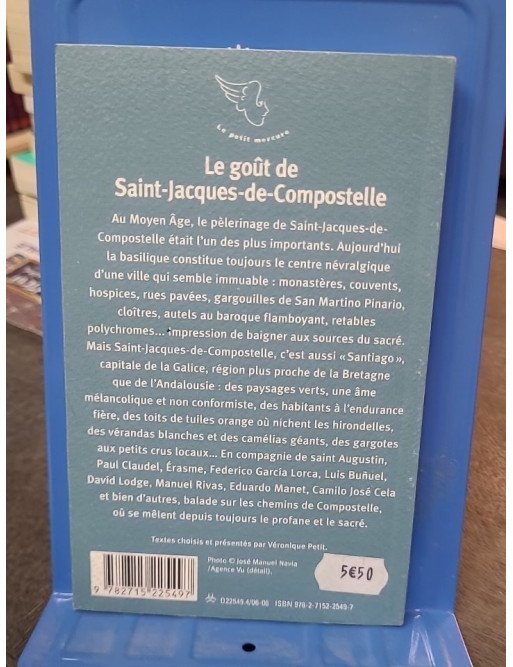 Le petit mercure
Le goût de
Saint-Jacques-de-Compostelle
Au Moyen Âge, le pèlerinage de Saint-Jacques-de-
Compostelle était l'un des plus importants. Aujourd'hui
la basilique constitue toujours le centre névralgique
d'une ville qui semble immuable : monastères, couvents,
hospices, rues pavées, gargouilles de San Martino Pinario,
cloîtres, autels au baroque flamboyant, retables
polychromes... impression de baigner aux sources du sacré.
Mais Saint-Jacques-de-Compostelle, c'est aussi « Santiago »,
capitale de la Galice, région plus proche de la Bretagne
que de l'Andalousie : des paysages verts, une âme
mélancolique et non conformiste, des habitants à l'endurance
fière, des toits de tuiles orange où nichent les hirondelles,
des vérandas blanches et des camélias géants, des gargotes
aux petits crus locaux... En compagnie de saint Augustin,
Paul Claudel, Érasme, Federico García Lorca, Luis Buñuel,
David Lodge, Manuel Rivas, Eduardo Manet, Camilo José Cela
et bien d'autres, balade sur les chemins de Compostelle,
où se mêlent depuis toujours le profane et le sacré.
Textes choisis et présentés par Véronique Petit.
Photo © José Manuel Navia
/Agence Vu (détail).
5€50
9 782715 225497
D22549.4/06-06 ISBN 978-2-7152-2549-7